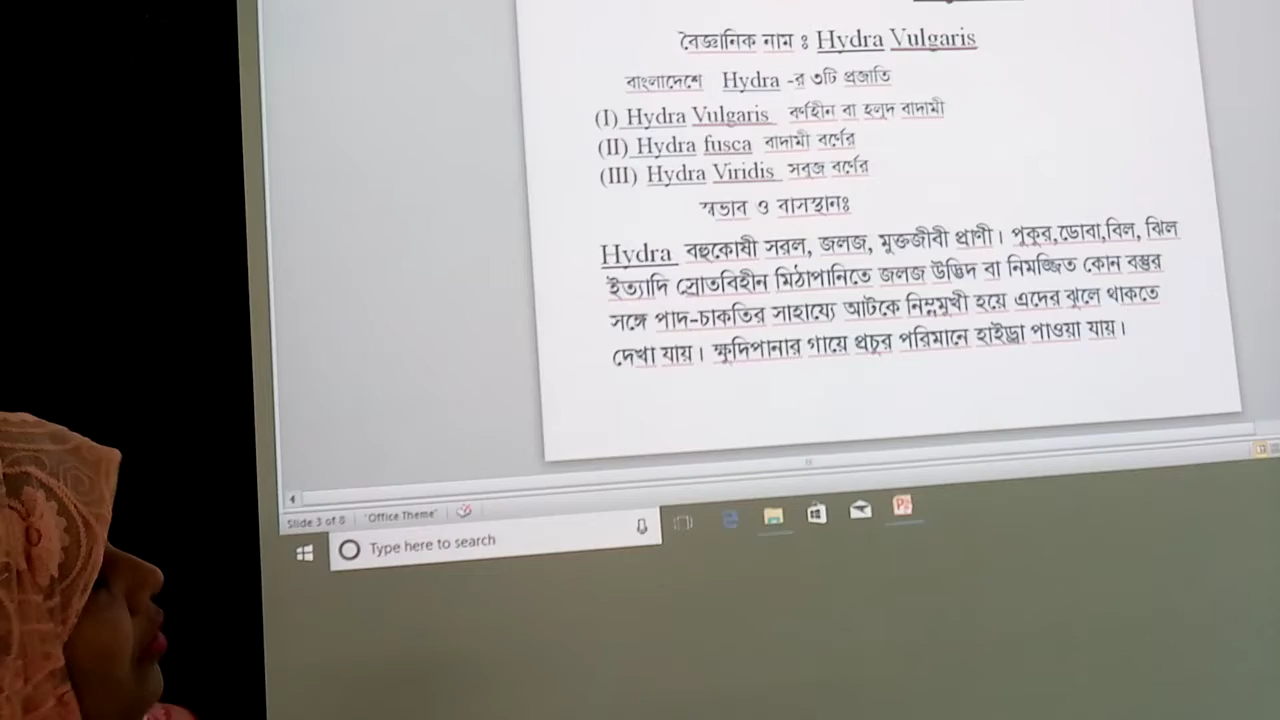 বৈজ্ঞানিক নাম ঃ Hydra Vulgaris
বাংলাদেশে Hydra -র ৩টি প্রজাতি
(I) Hydra Vulgaris বর্ণহীন বা হলুদ বাদামী
(II) Hydra fusca বাদামী বর্ণের
(III) Hydra Viridis সবুজ বর্ণের
স্বভাব ও বাসস্থানঃ
Hydra বহুকোষী সরল, জলজ, মুক্তজীবী প্রাণী। পুকুর,ডোবা,বিল, ঝিল
ইত্যাদি স্রোতবিহীন মিঠাপানিতে জলজ উদ্ভিদ বা নিমজ্জিত কোন বস্তুর
সঙ্গে পাদ-চাকতির সাহায্যে আটকে নিম্নমুখী হয়ে এদের ঝুলে থাকতে
দেখা যায়। ক্ষুদিপানার গায়ে প্রচুর পরিমানে হাইড্রা পাওয়া যায়।
Slide 3 of 8 "Office Theme"
Type here to search